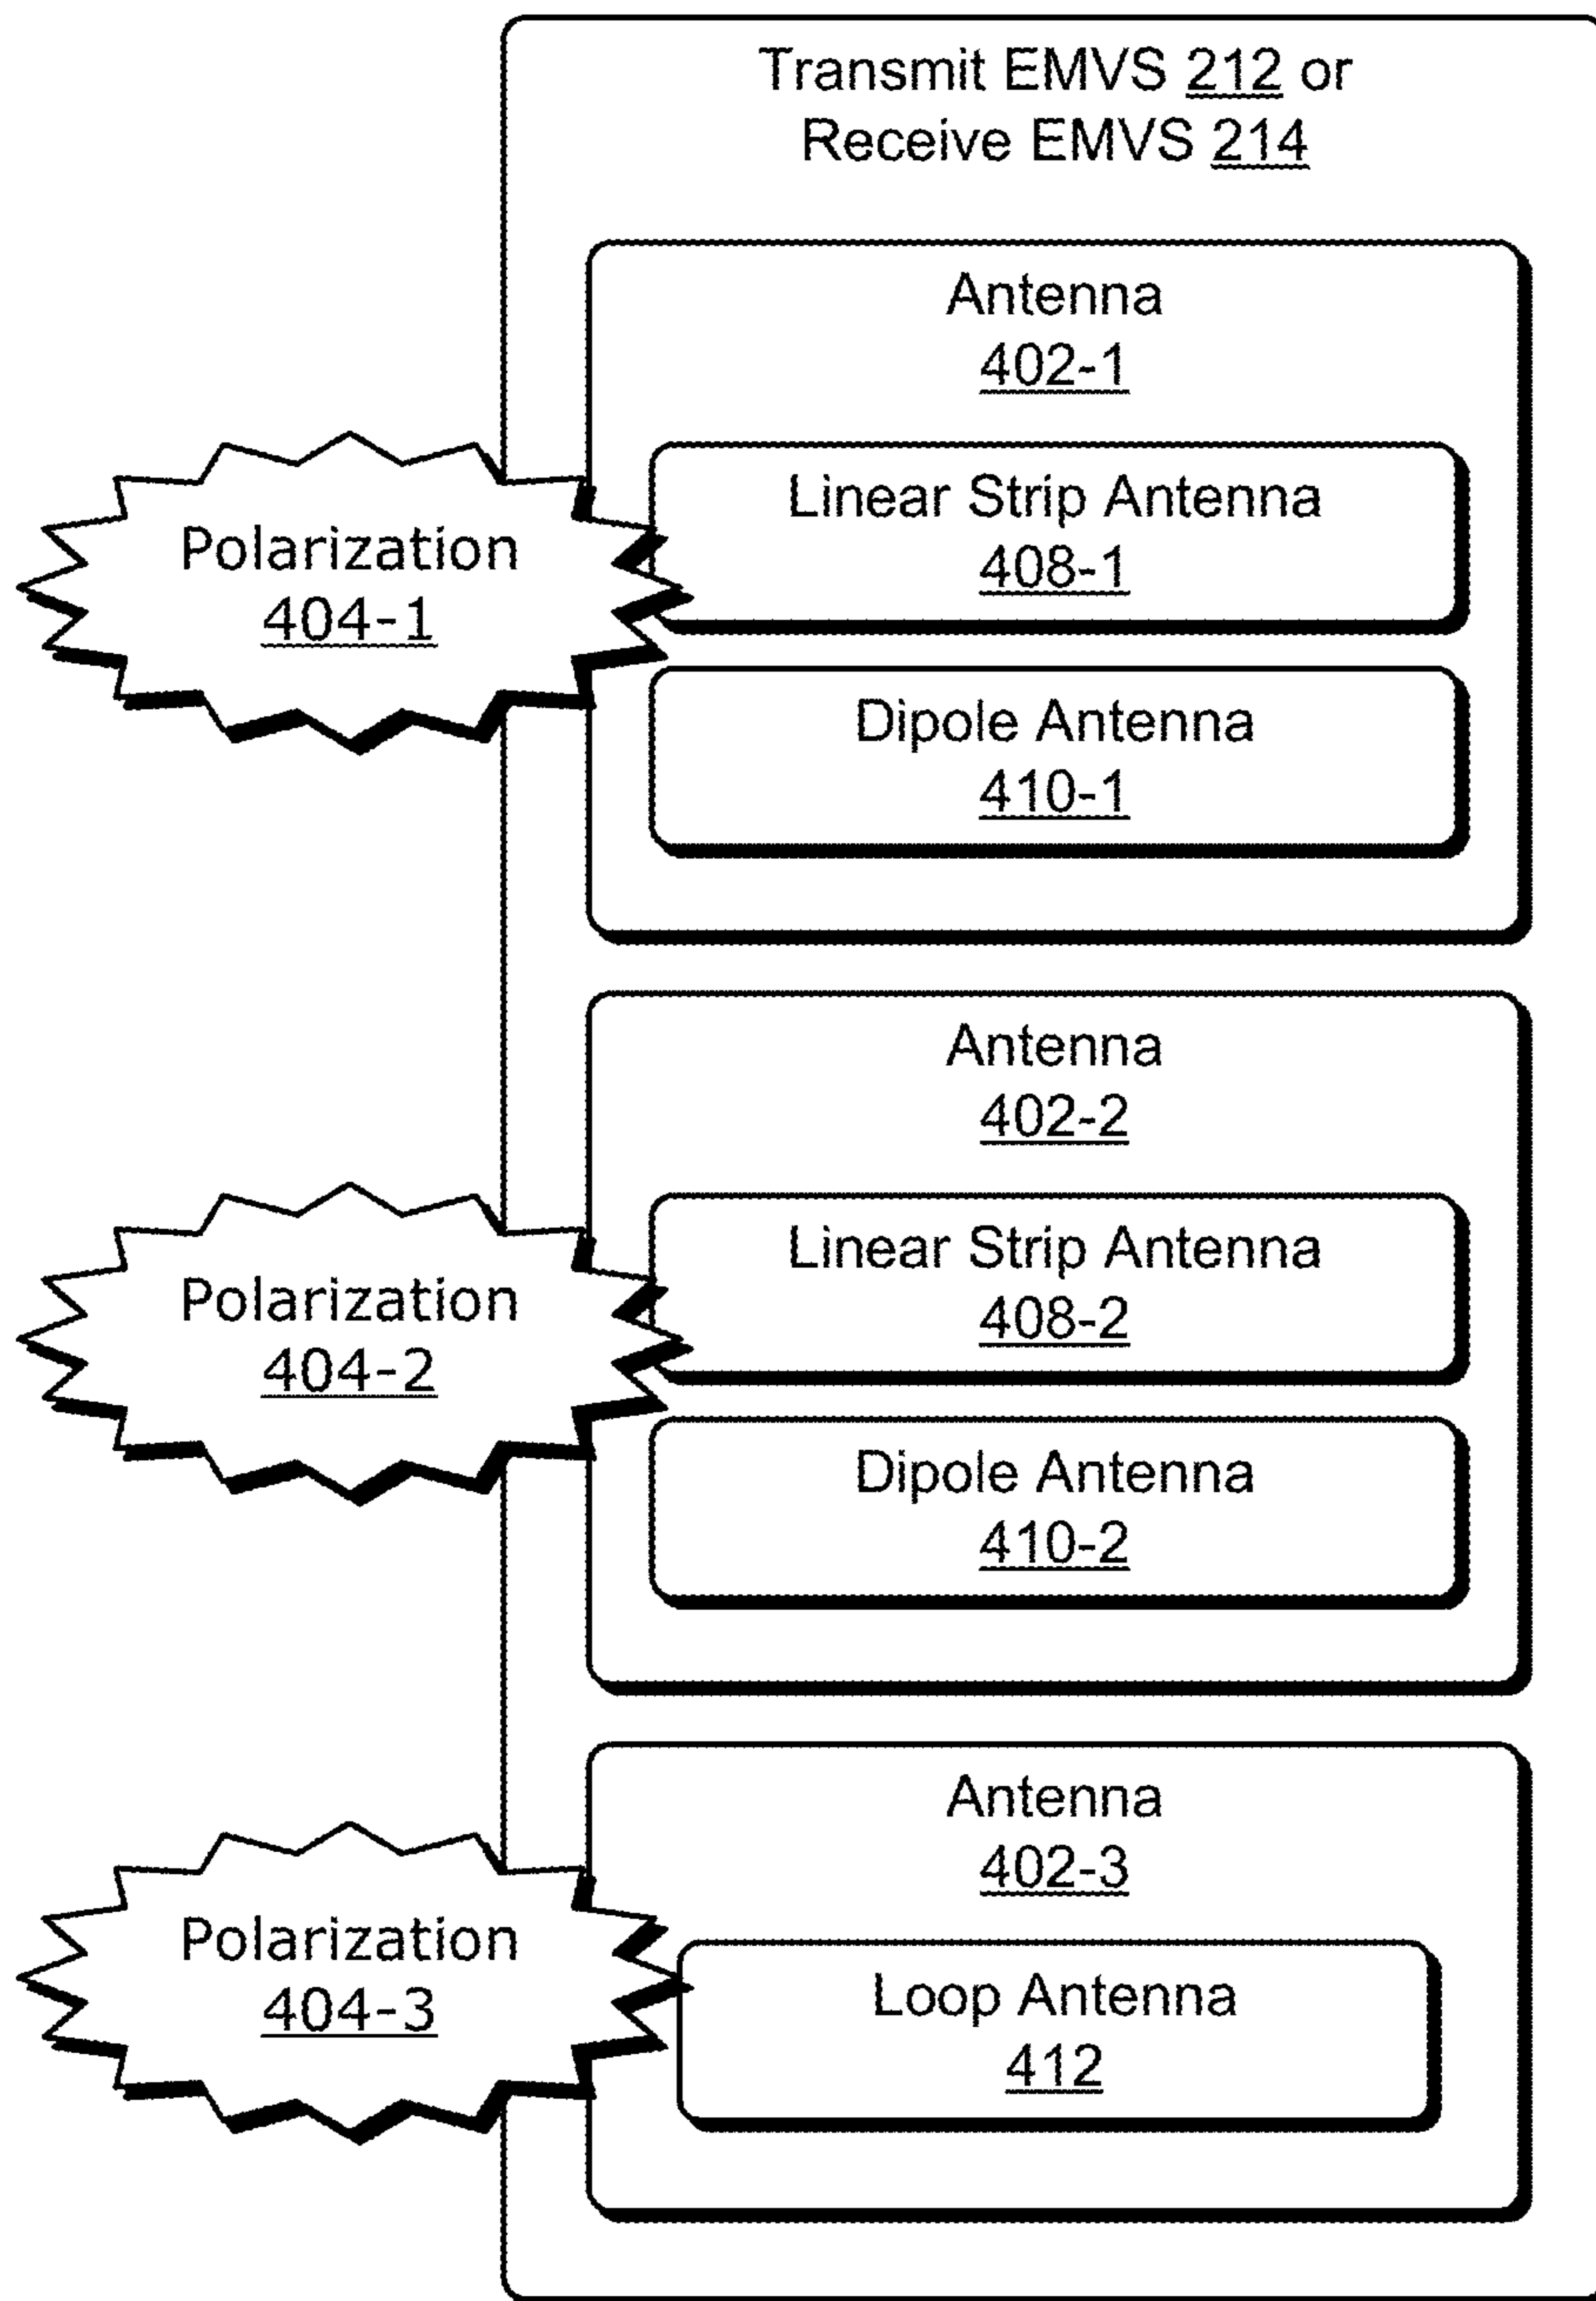 Transmit EMVS 212 or
Receive EMVS 214
Antenna
402-1
Polarization
404-1
Linear Strip Antenna
408-1
Dipole Antenna
410-1
Antenna
402-2
Polarization
404-2
Linear Strip Antenna
408-2
Dipole Antenna
410-2
Antenna
402-3
Polarization
404-3
Loop Antenna
412